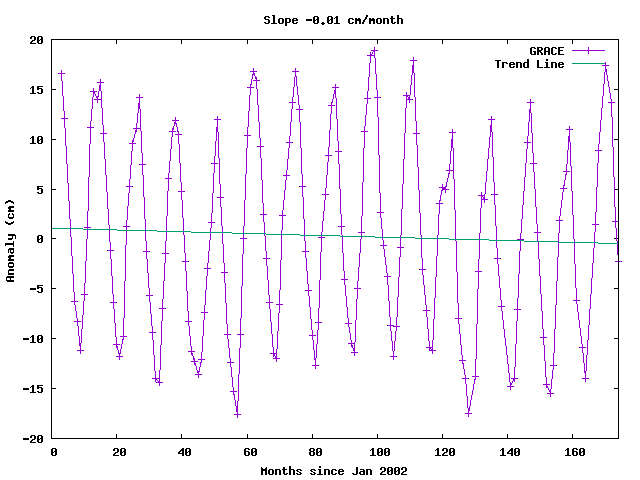 Slope -0.01 cm/month
GRACE
Trend Line
20
15
10
5
0
-5
-10
-15
-20
Anomaly (cm)
0 20 40 60 80 100 120 140 160
Months since Jan 2002